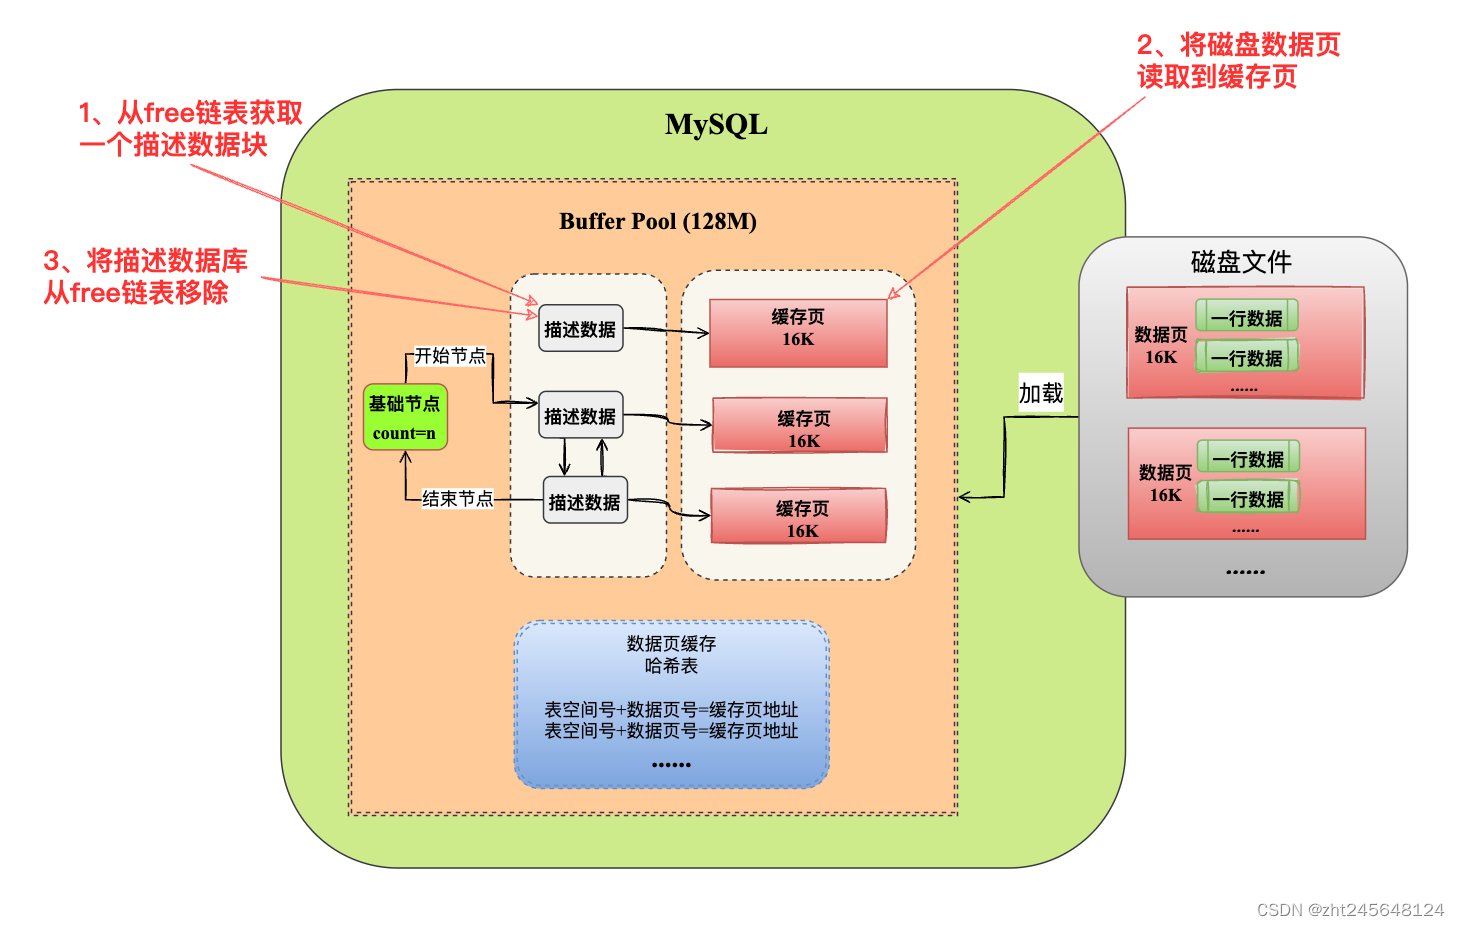 2、将磁盘数据页
读取到缓存页
1、从free链表获取
一个描述数据块
MySQL
Buffer Pool (128M)
3、将描述数据库
从free链表移除
描述数据
缓存页
16K
开始节点
基础节点
count=n
描述数据
缓存页
16K
结束节点
描述数据
缓存页
16K
数据页缓存
哈希表
表空间号+数据页号=缓存页地址
表空间号+数据页号=缓存页地址
......
加载
磁盘文件
数据页
16K
一行数据
一行数据
......
数据页
16K
一行数据
一行数据
......
......
CSDN @zht245648124